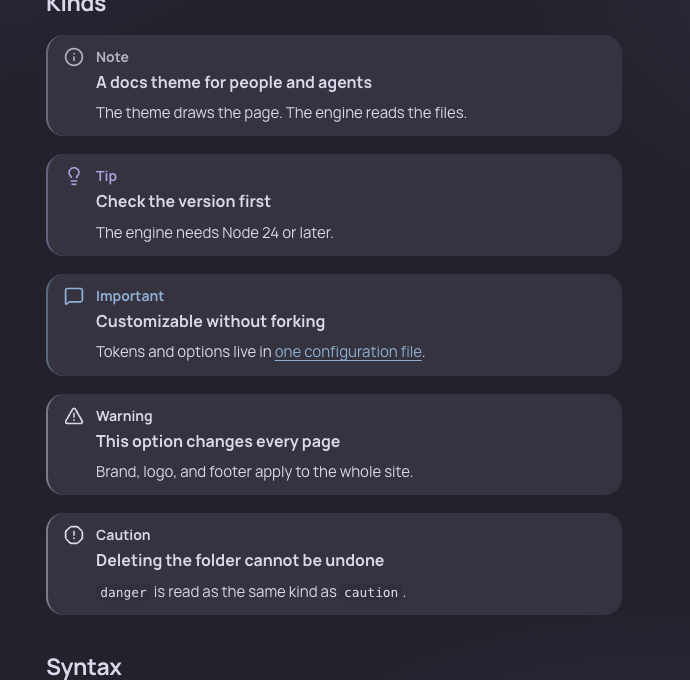 Kinds
Note
A docs theme for people and agents
The theme draws the page. The engine reads the files.
Tip
Check the version first
The engine needs Node 24 or later.
Important
Customizable without forking
Tokens and options live in one configuration file.
Warning
This option changes every page
Brand, logo, and footer apply to the whole site.
Caution
Deleting the folder cannot be undone
danger is read as the same kind as caution .
Syntax